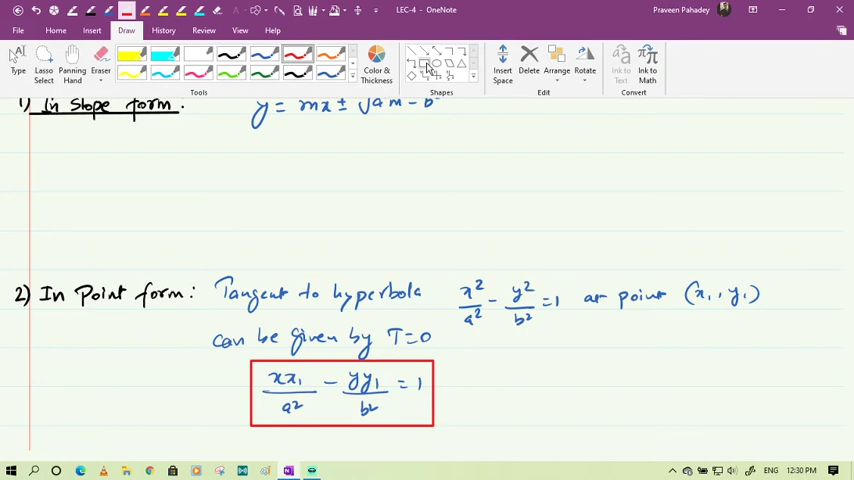 LEC-4 - OneNote
Praveen Pahadey
File Home Insert Draw History Review View Help
Type
Lasso Select
Panning Hand
Eraser
Color & Thickness
Insert Space
Delete
Arrange
Rotate
Ink to Text
Ink to Math
Tools
Shapes
Edit
Convert
1) In Slope form. y = mx ± √a m - b
2) In Point form: Tangent to hyperbola x²/a² - y²/b² = 1 at point (x₁, y₁)
can be given by T=0
xx₁/a² - yy₁/b² = 1
ENG 12:30 PM